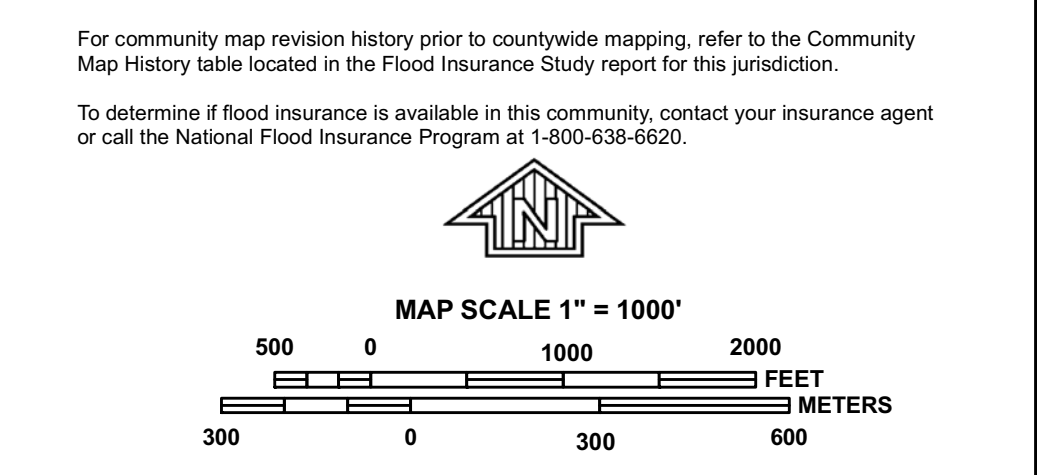 For community map revision history prior to countywide mapping, refer to the Community
Map History table located in the Flood Insurance Study report for this jurisdiction.
To determine if flood insurance is available in this community, contact your insurance agent
or call the National Flood Insurance Program at 1-800-638-6620.
N
MAP SCALE 1" = 1000'
500 0 1000 2000
FEET
METERS
300 0 300 600